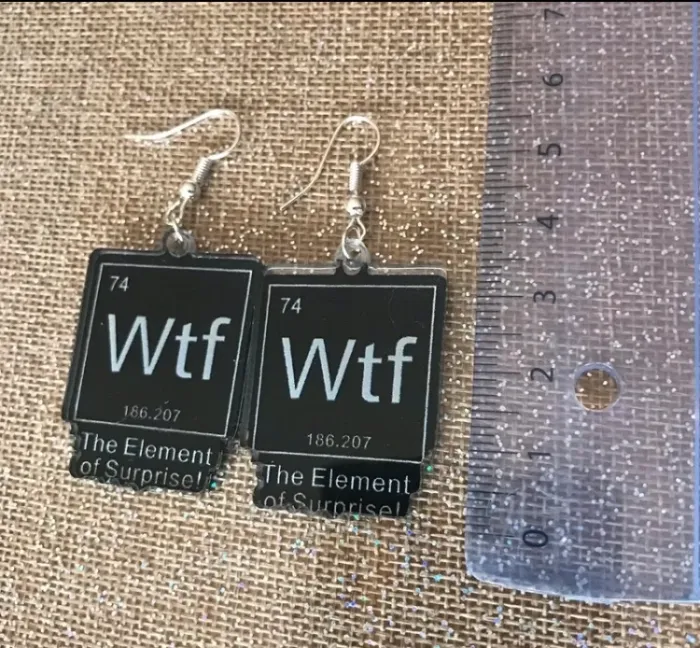 74
Wtf
186.207
The Element
of Surprise!
74
Wtf
186.207
The Element
of Surprise!
7
6
5
4
3
2
1
0